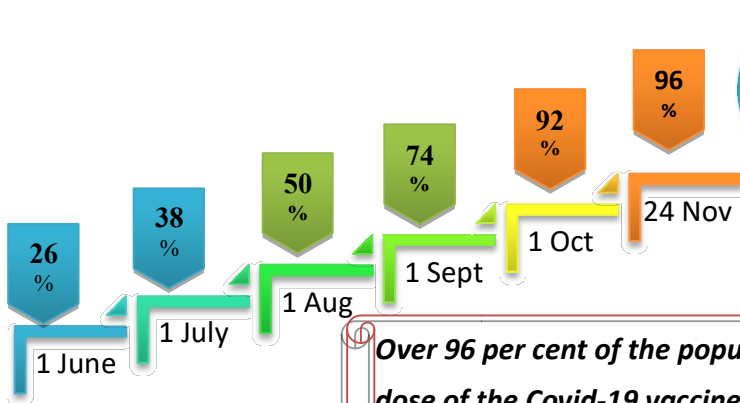 26
%
1 June
38
%
1 July
50
%
1 Aug
74
%
1 Sept
92
%
1 Oct
96
%
24 Nov
Over 96 per cent of the
dose of the Covid-19 vaccine